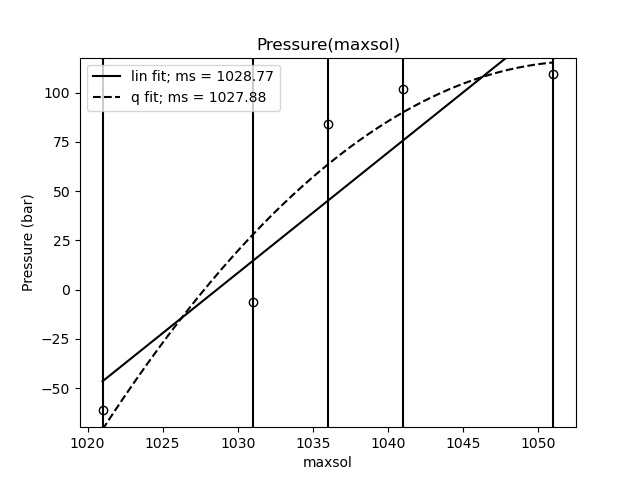 Pressure(maxsol)
lin fit; ms = 1028.77
q fit; ms = 1027.88
100
75
50
25
0
−25
−50
Pressure (bar)
1020 1025 1030 1035 1040 1045 1050
maxsol